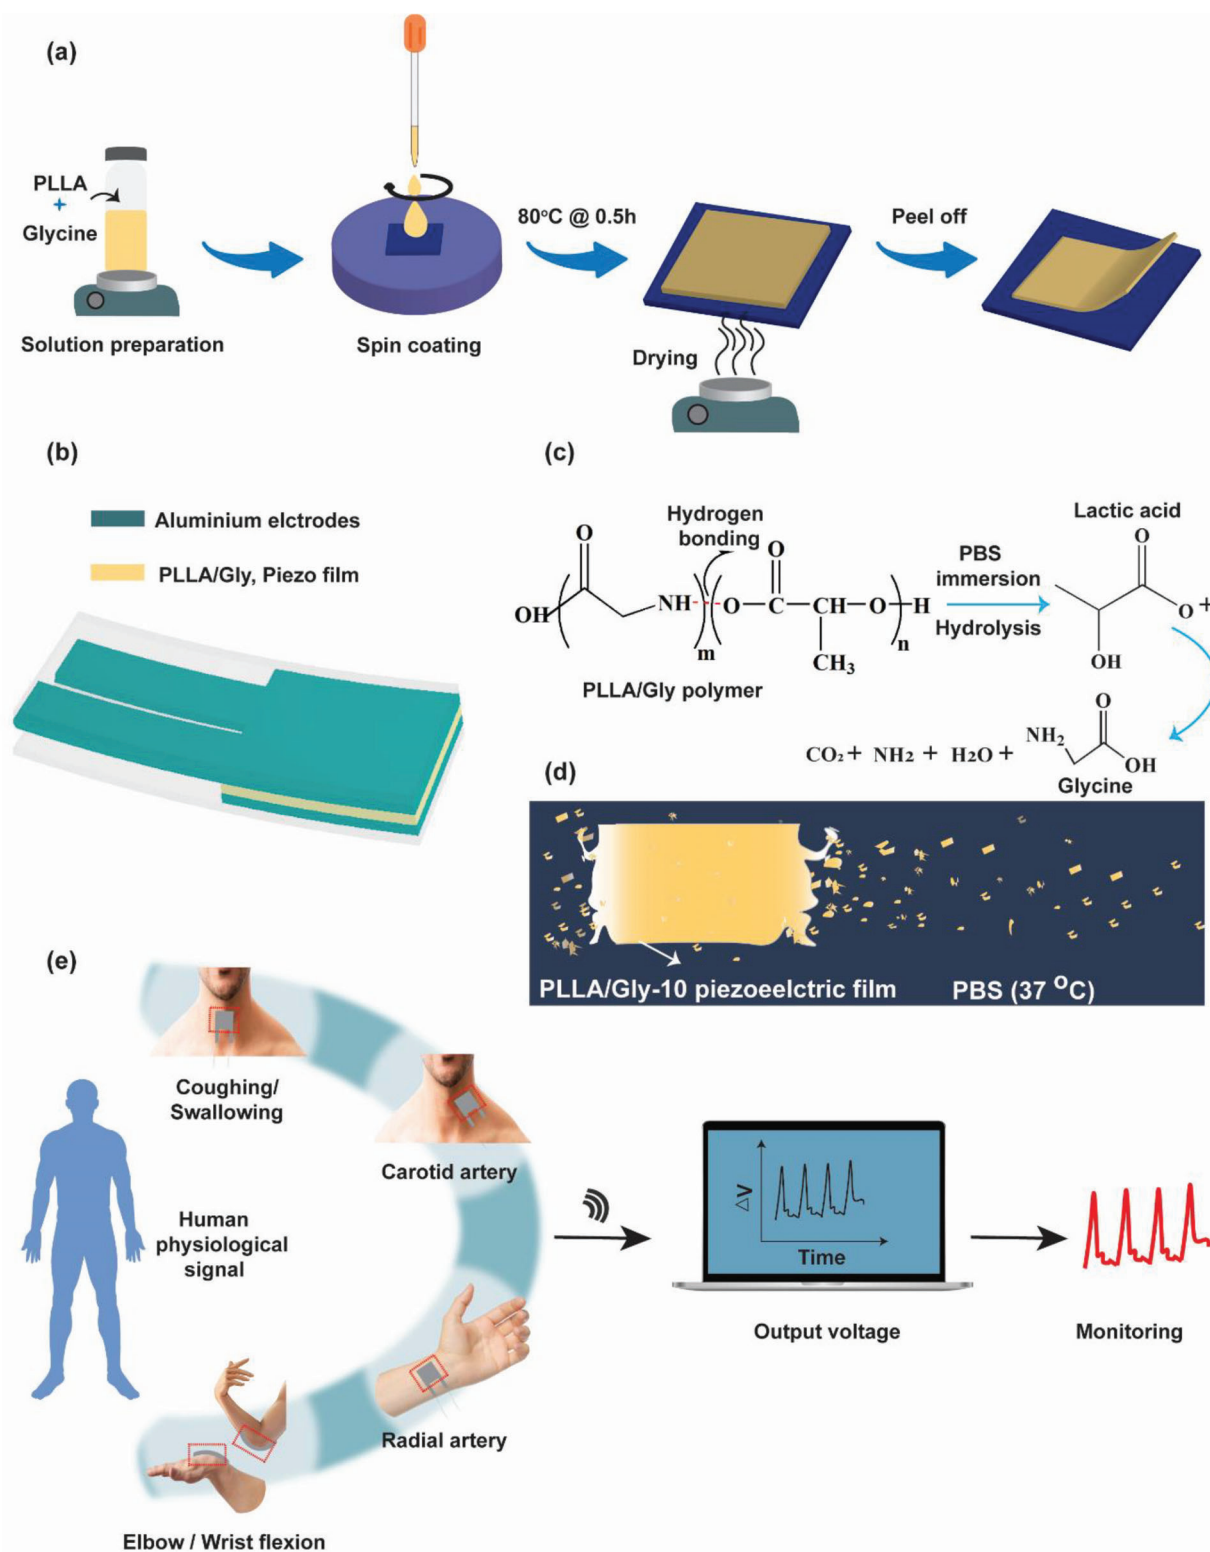 (a)
PLLA
+
Glycine
80°C @ 0.5h
Peel off
Solution preparation
Spin coating
Drying
(b)
Aluminium elctrodes
PLLA/Gly, Piezo film
(c)
Hydrogen
bonding
O
OH
NH
m
O
O
C
CH
O
H
CH₃
n
PLLA/Gly polymer
PBS
immersion
Hydrolysis
Lactic acid
O
O
+
OH
CO₂ + NH₂ + H₂O +
NH₂
O
OH
Glycine
(d)
PLLA/Gly-10 piezoeelctric film
PBS (37 °C)
(e)
Coughing/
Swallowing
Carotid artery
Human
physiological
signal
Radial artery
Elbow / Wrist flexion
△V
Time
Output voltage
Monitoring